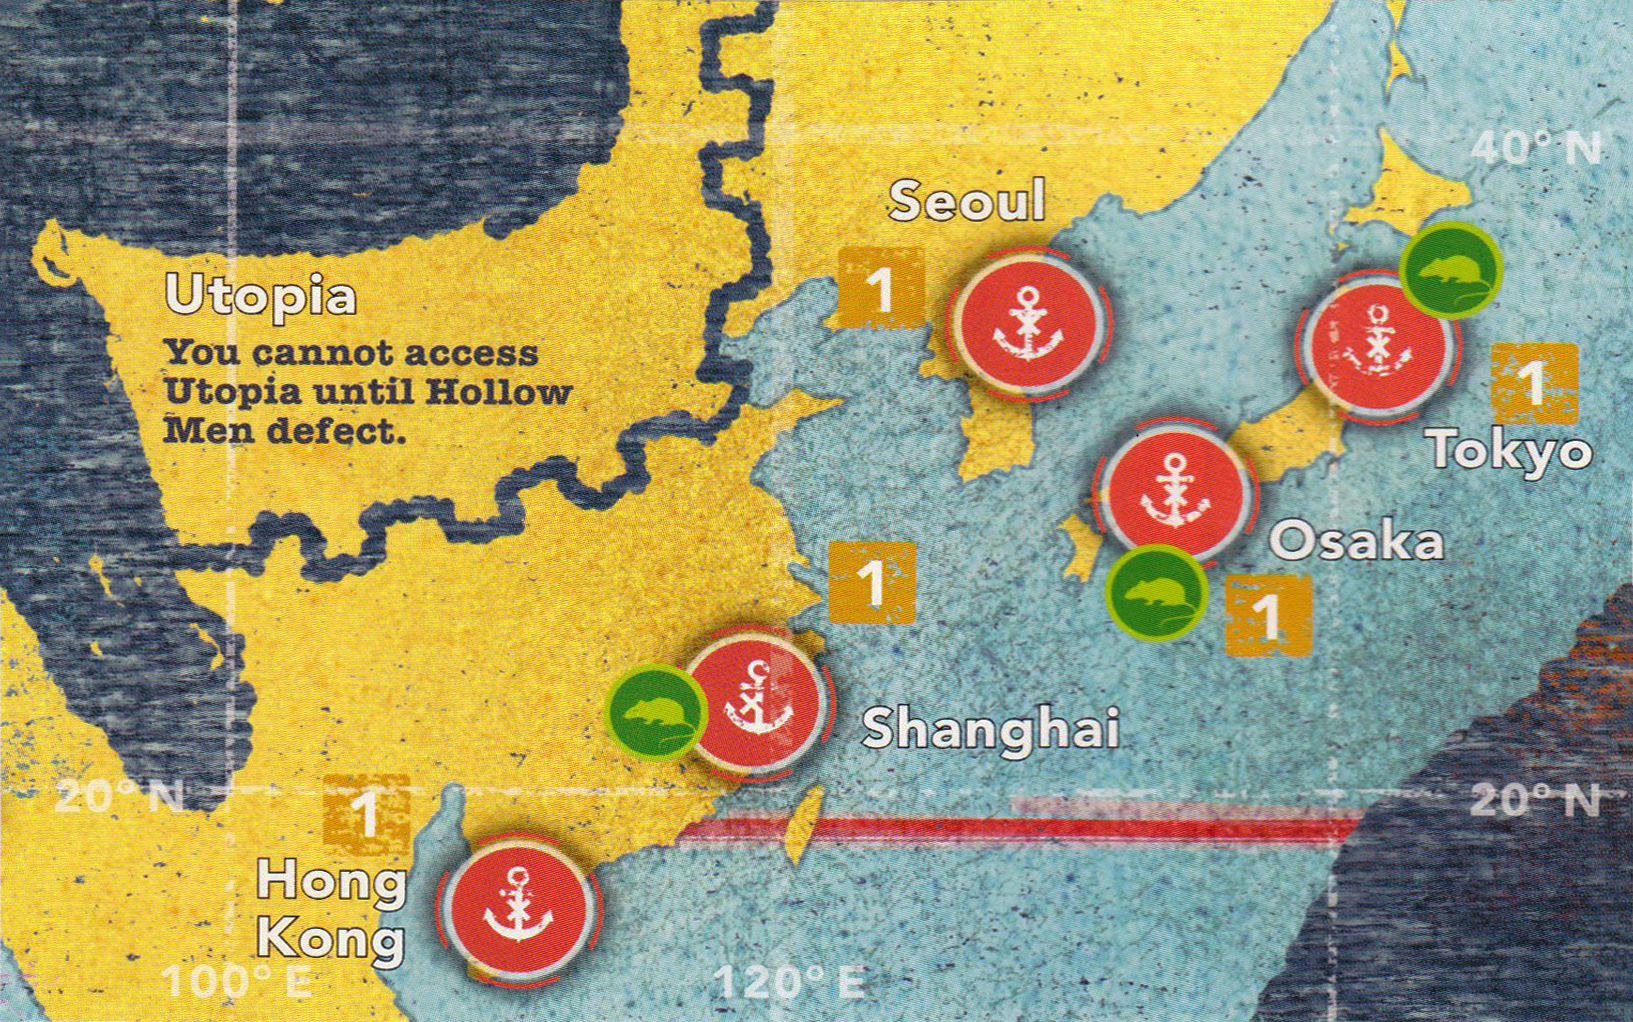 40° N
Seoul
1
Utopia
You cannot access
Utopia until Hollow
Men defect.
1
Tokyo
Osaka
1
1
Shanghai
20° N
20° N
1
Hong
Kong
100° E
120° E